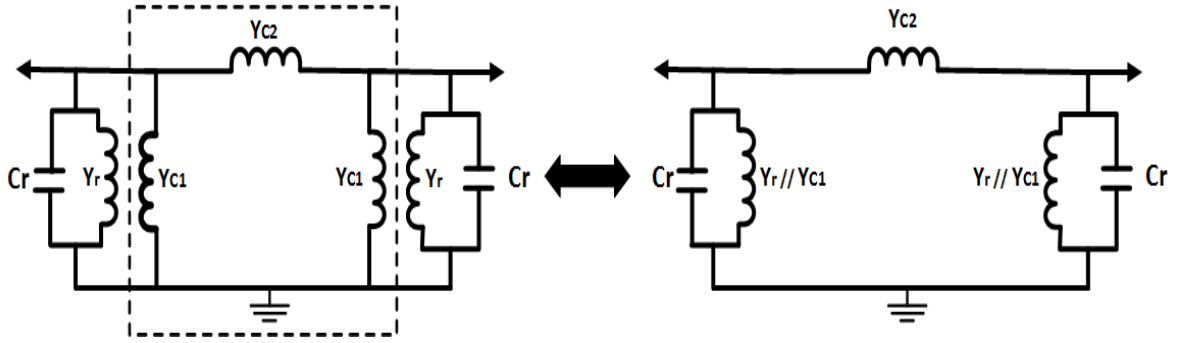 Yc2
Cr Yr Yc1 Yc1 Yr Cr
Yc2
Cr Yr // Yc1 Yr // Yc1 Cr